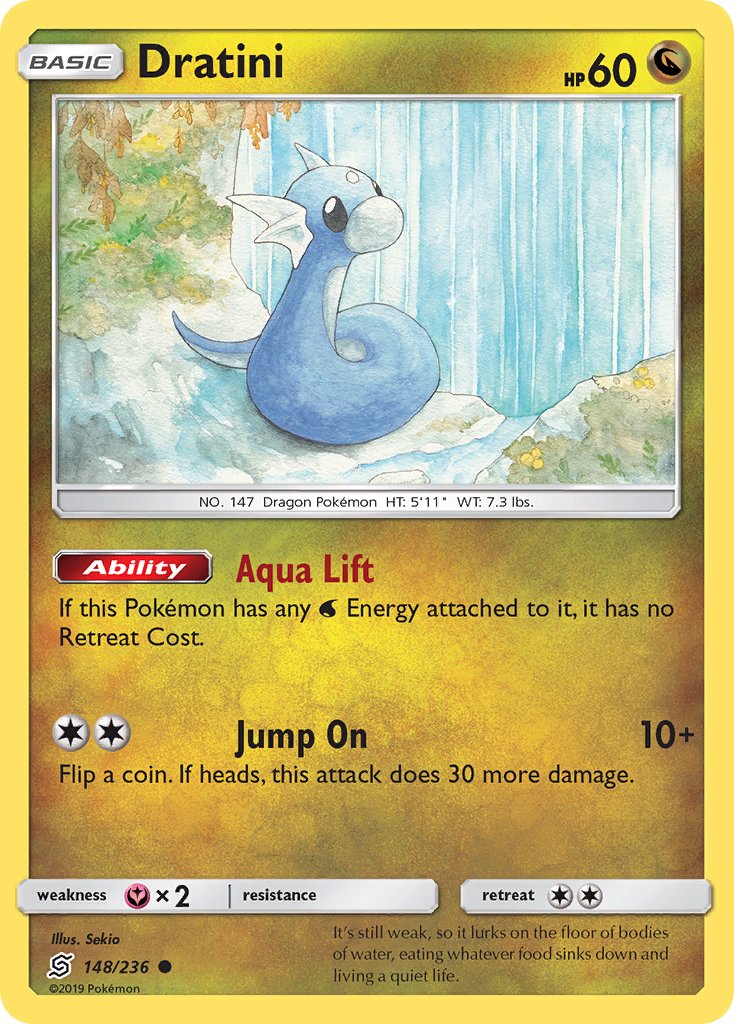 BASIC Dratini HP60
NO. 147 Dragon Pokémon HT: 5'11" WT: 7.3 lbs.
Ability Aqua Lift
If this Pokémon has any Energy attached to it, it has no
Retreat Cost.
Jump On 10+
Flip a coin. If heads, this attack does 30 more damage.
weakness ×2 resistance retreat
Illus. Sekio
148/236
©2019 Pokémon
It's still weak, so it lurks on the floor of bodies
of water, eating whatever food sinks down and
living a quiet life.